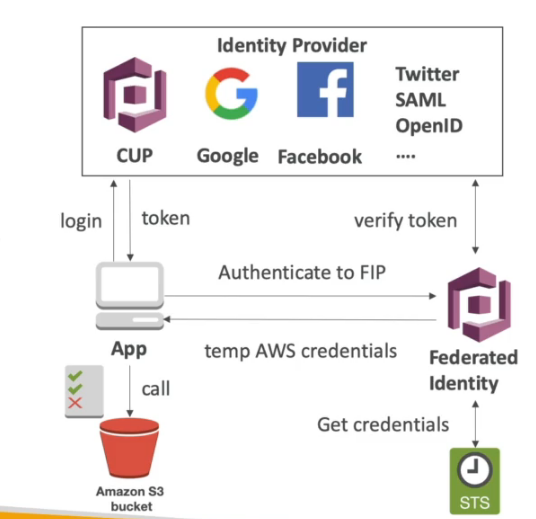 Identity Provider
Twitter
SAML
OpenID
....
CUP
Google
Facebook
login
token
verify token
Authenticate to FIP
App
temp AWS credentials
Federated
Identity
call
Get credentials
Amazon S3
bucket
STS